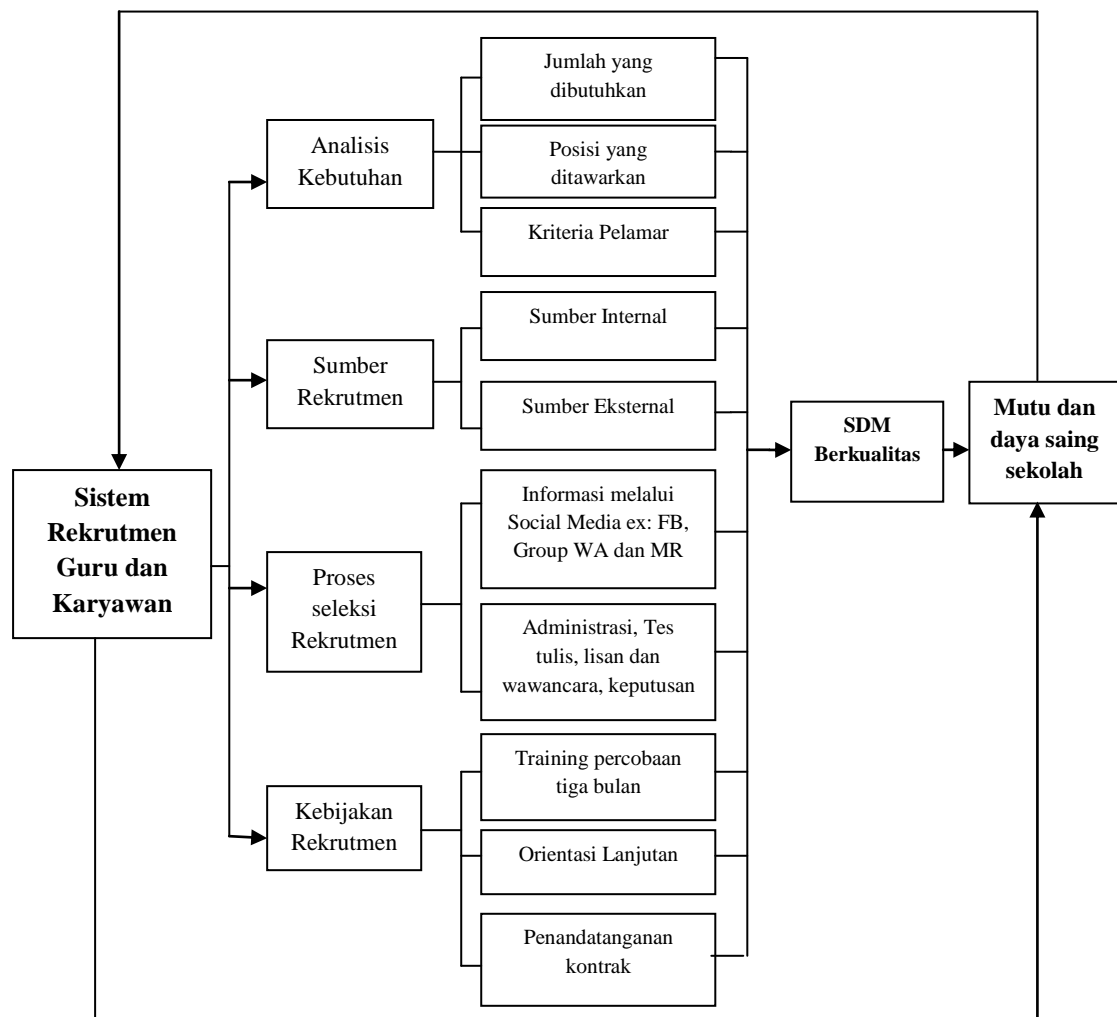 Sistem
Rekrutmen
Guru dan
Karyawan
Analisis
Kebutuhan
Jumlah yang
dibutuhkan
Posisi yang
ditawarkan
Kriteria Pelamar
Sumber
Rekrutmen
Sumber Internal
Sumber Eksternal
Proses
seleksi
Rekrutmen
Informasi melalui
Social Media ex: FB,
Group WA dan MR
Administrasi, Tes
tulis, lisan dan
wawancara, keputusan
Kebijakan
Rekrutmen
Training percobaan
tiga bulan
Orientasi Lanjutan
Penandatanganan
kontrak
SDM
Berkualitas
Mutu dan
daya saing
sekolah